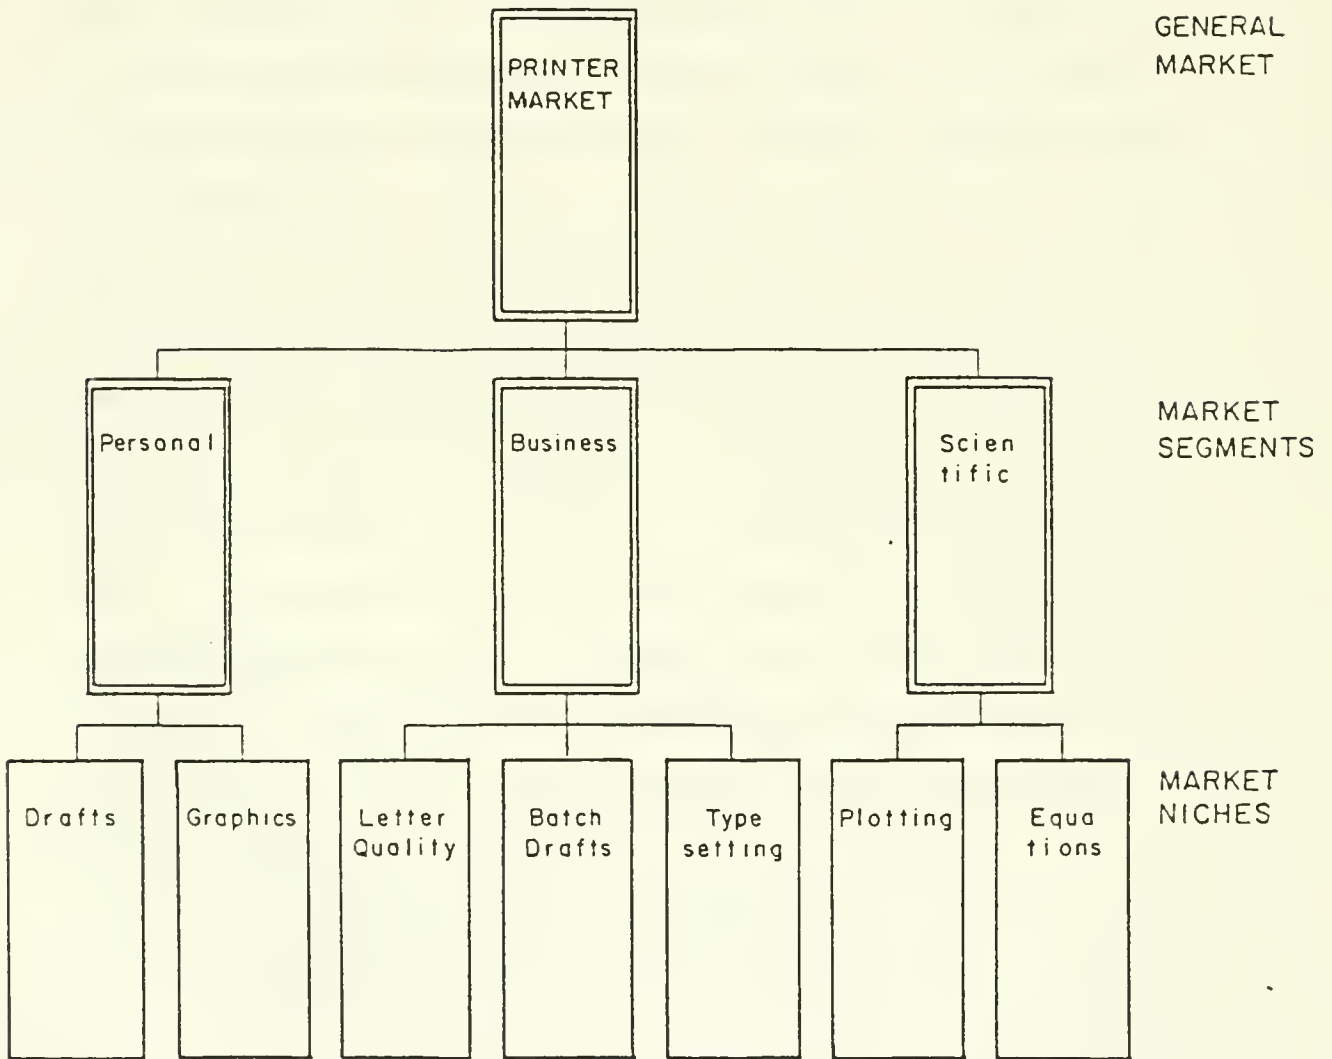 GENERAL
MARKET
PRINTER
MARKET
MARKET
SEGMENTS
Personal
Business
Scien
tific
MARKET
NICHES
Drafts
Graphics
Letter
Quality
Batch
Drafts
Type
setting
Plotting
Equa
tions